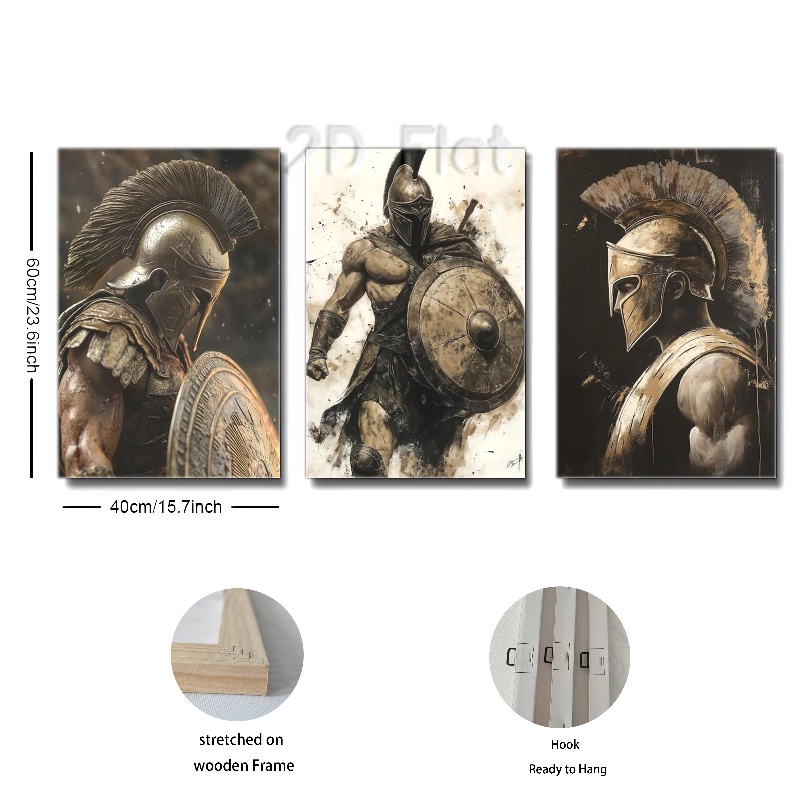 2D Flat
60cm/23.6inch
40cm/15.7inch
stretched on
wooden Frame
Hook
Ready to Hang